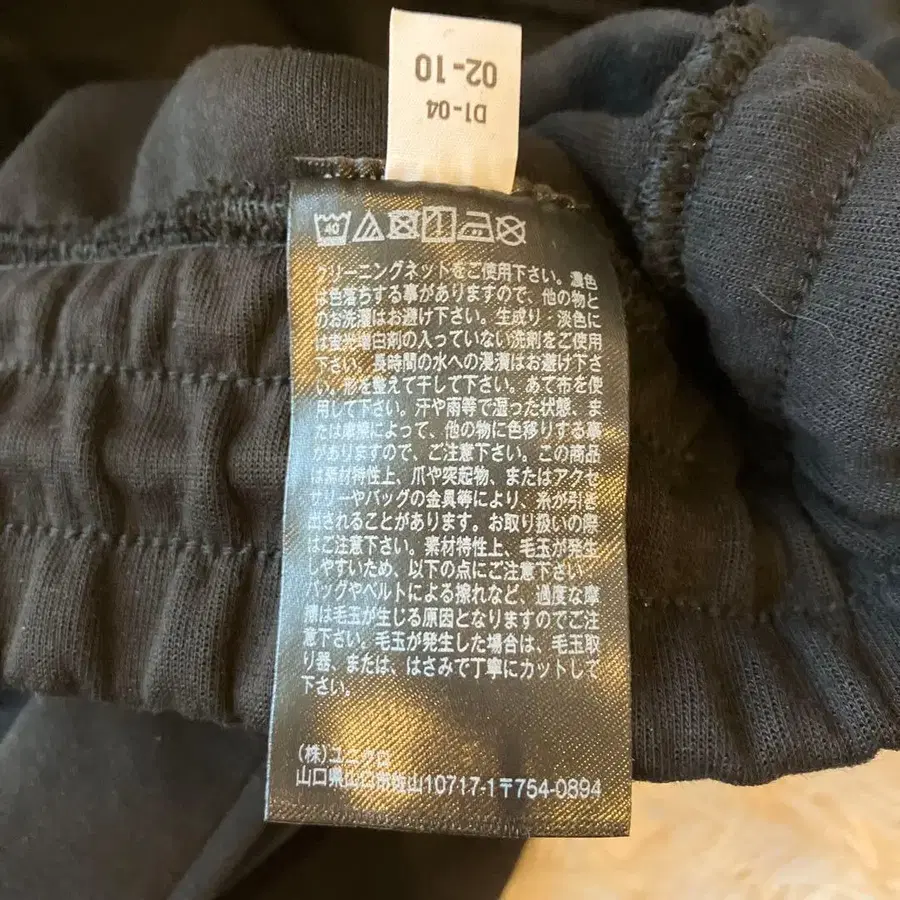 D1-04
02-10
40
クリーニングネットをご使用下さい。濃色
は色落ちする事がありますので、他の物と
のお洗濯はお避け下さい。生成り・淡色に
は蛍光増白剤の入っていない洗剤をご使用
下さい。長時間の水への浸漬はお避け下さ
い。形を整えて干して下さい。あて布を使
用して下さい。汗や雨等で湿った状態、ま
たは摩擦によって、他の物に色移りする事
がありますので、ご注意下さい。この商品
は素材特性上、爪や突起物、またはアクセ
サリーやバッグの金具等により、糸が引き
出されることがあります。お取り扱いの際
はご注意下さい。素材特性上、毛玉が発生
しやすいため、以下の点にご注意下さい
バッグやベルトによる擦れなど、過度な摩
擦は毛玉が生じる原因となりますのでご注
意下さい。毛玉が発生した場合は、毛玉取
り器、または、はさみで丁寧にカットして
下さい。
(株)ユニクロ
山口県山口市佐山10717-1〒754-0894